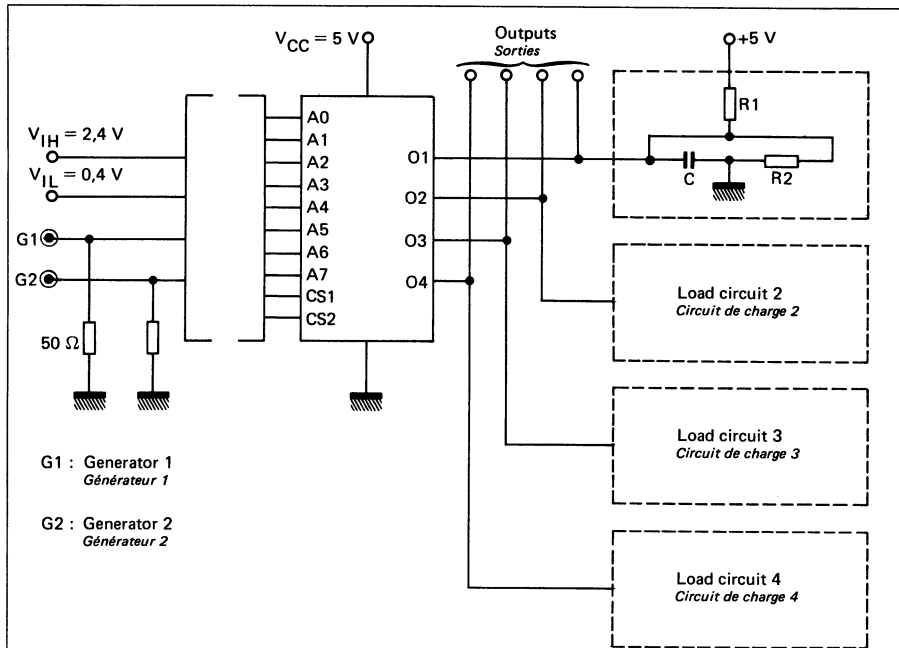 V_CC = 5 V
Outputs
Sorties
+5 V
R1
C
R2
V_IH = 2,4 V
V_IL = 0,4 V
G1
G2
50 Ω
A0
A1
A2
A3
A4
A5
A6
A7
CS1
CS2
O1
O2
O3
O4
Load circuit 2
Circuit de charge 2
Load circuit 3
Circuit de charge 3
Load circuit 4
Circuit de charge 4
G1 : Generator 1
Générateur 1
G2 : Generator 2
Générateur 2